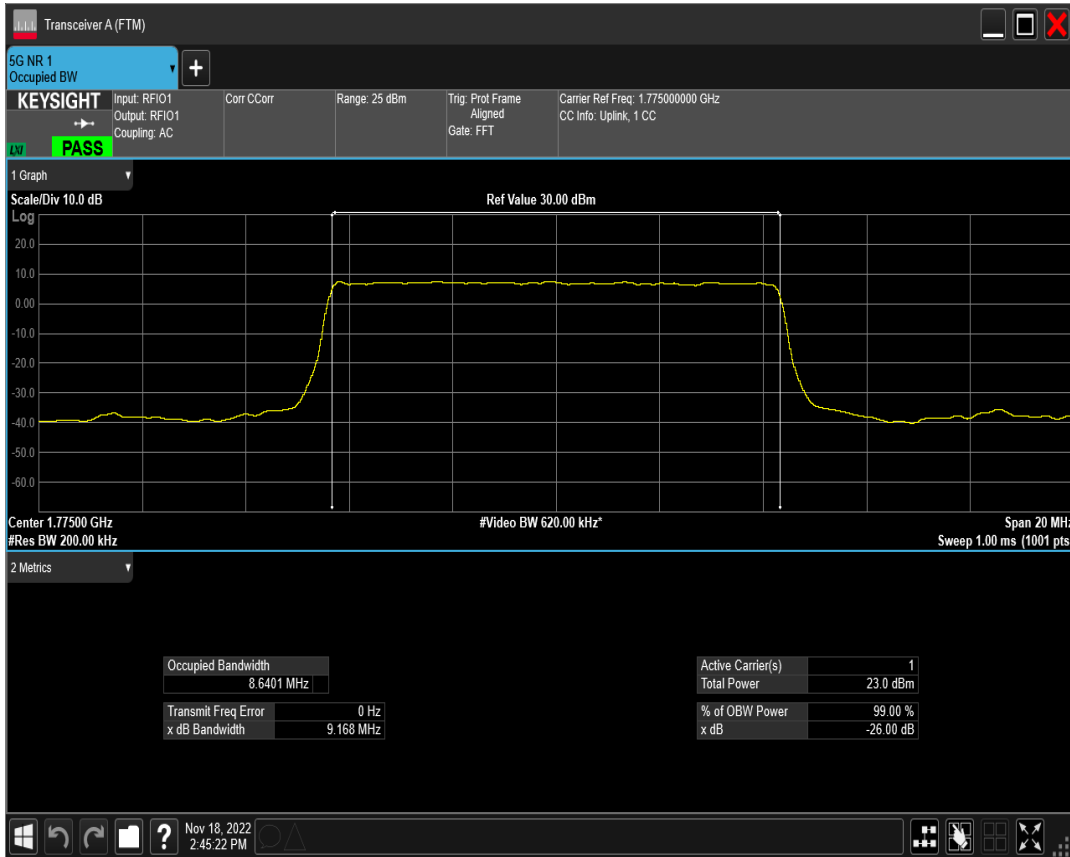 Transceiver A (FTM)
5G NR 1
Occupied BW
+
KEYSIGHT
LXI
PASS
Input: RFIO1
Output: RFIO1
Coupling: AC
Corr CCorr
Range: 25 dBm
Trig: Prot Frame
Aligned
Gate: FFT
Carrier Ref Freq: 1.775000000 GHz
CC Info: Uplink, 1 CC
1 Graph
Scale/Div 10.0 dB
Ref Value 30.00 dBm
Log
20.0
10.0
0.00
-10.0
-20.0
-30.0
-40.0
-50.0
-60.0
Center 1.77500 GHz
#Video BW 620.00 kHz*
Span 20 MHz
#Res BW 200.00 kHz
Sweep 1.00 ms (1001 pts
2 Metrics
Occupied Bandwidth
8.6401 MHz
Transmit Freq Error 0 Hz
x dB Bandwidth 9.168 MHz
Active Carrier(s) 1
Total Power 23.0 dBm
% of OBW Power 99.00 %
x dB -26.00 dB
?
Nov 18, 2022
2:45:22 PM